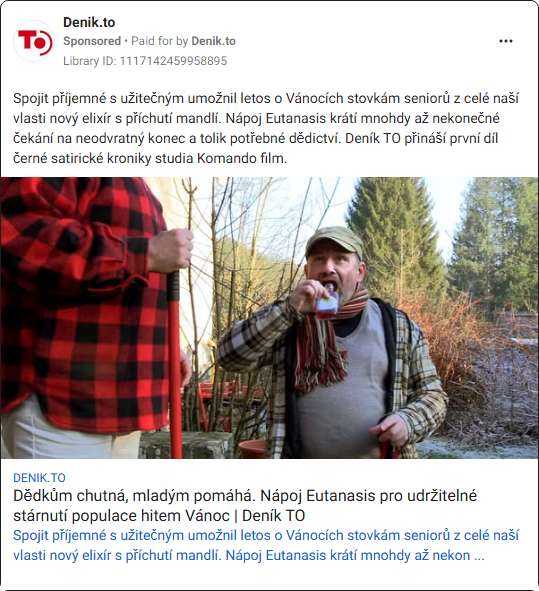 Denik.to
Sponsored • Paid for by Denik.to
TO
Library ID: 1117142459958895
Spojit příjemné s užitečným umožnil letos o Vánocích stovkám seniorů z celé naší
vlasti nový elixír s příchutí mandlí. Nápoj Eutanasis krátí mnohdy až nekonečné
čekání na neodvratný konec a tolik potřebné dědictví. Deník TO přináší první díl
černé satirické kroniky studia Komando film.
DENIK.TO
Dědkům chutná, mladým pomáhá. Nápoj Eutanasis pro udržitelné
stárnutí populace hitem Vánoc | Deník TO
Spojit příjemné s užitečným umožnil letos o Vánocích stovkám seniorů z celé naší
vlasti nový elixír s příchutí mandlí. Nápoj Eutanasis krátí mnohdy až nekon ...